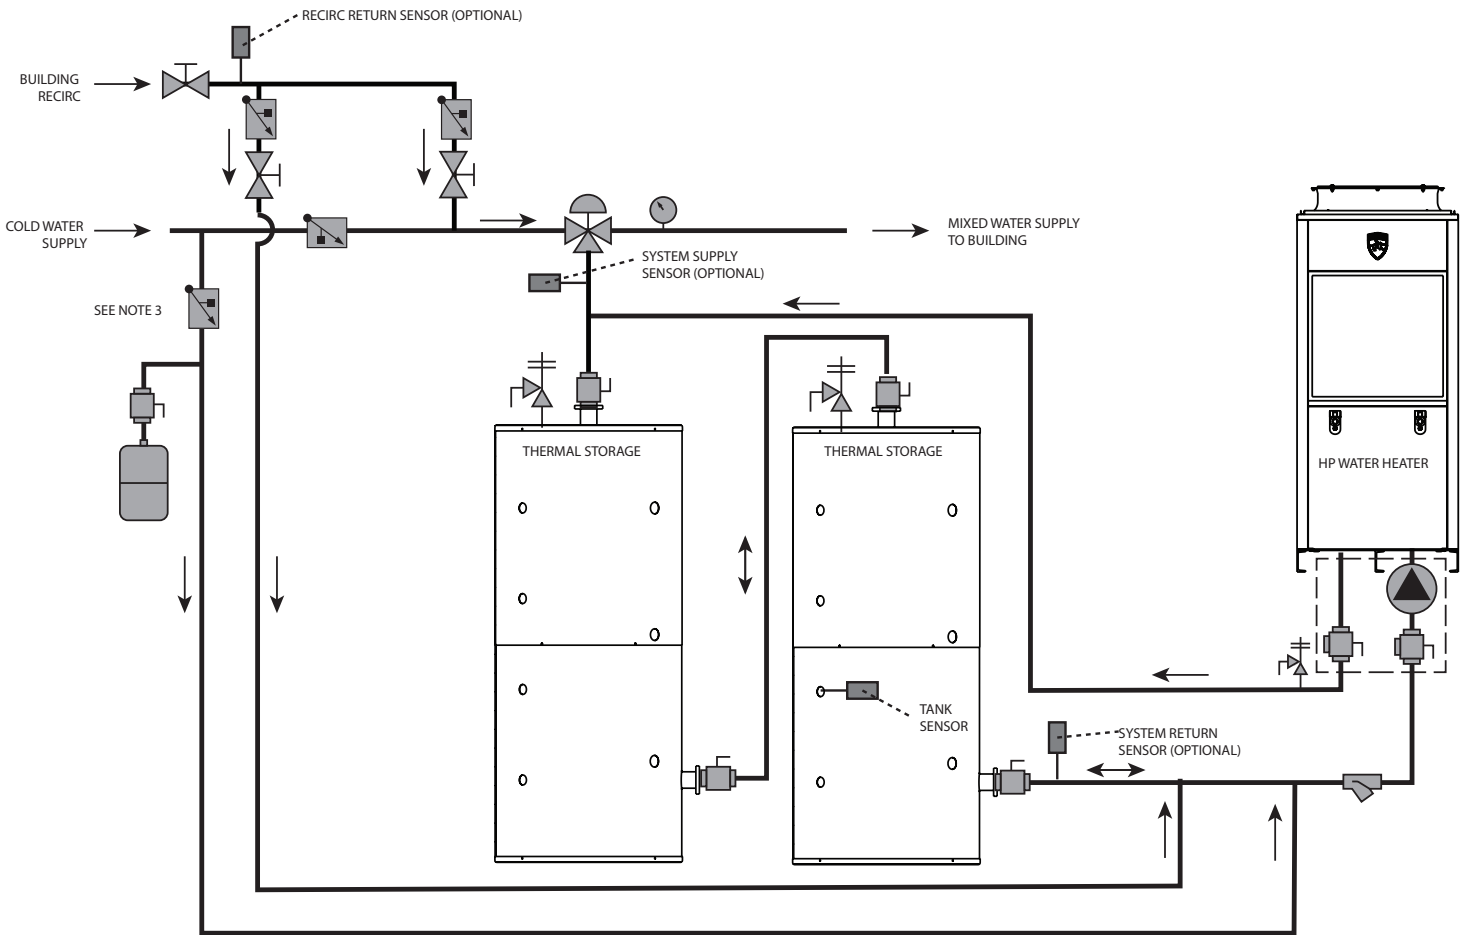 RECIRC RETURN SENSOR (OPTIONAL)
BUILDING
RECIRC
COLD WATER
SUPPLY
MIXED WATER SUPPLY
TO BUILDING
SYSTEM SUPPLY
SENSOR (OPTIONAL)
SEE NOTE 3
THERMAL STORAGE
THERMAL STORAGE
HP WATER HEATER
TANK
SENSOR
SYSTEM RETURN
SENSOR (OPTIONAL)